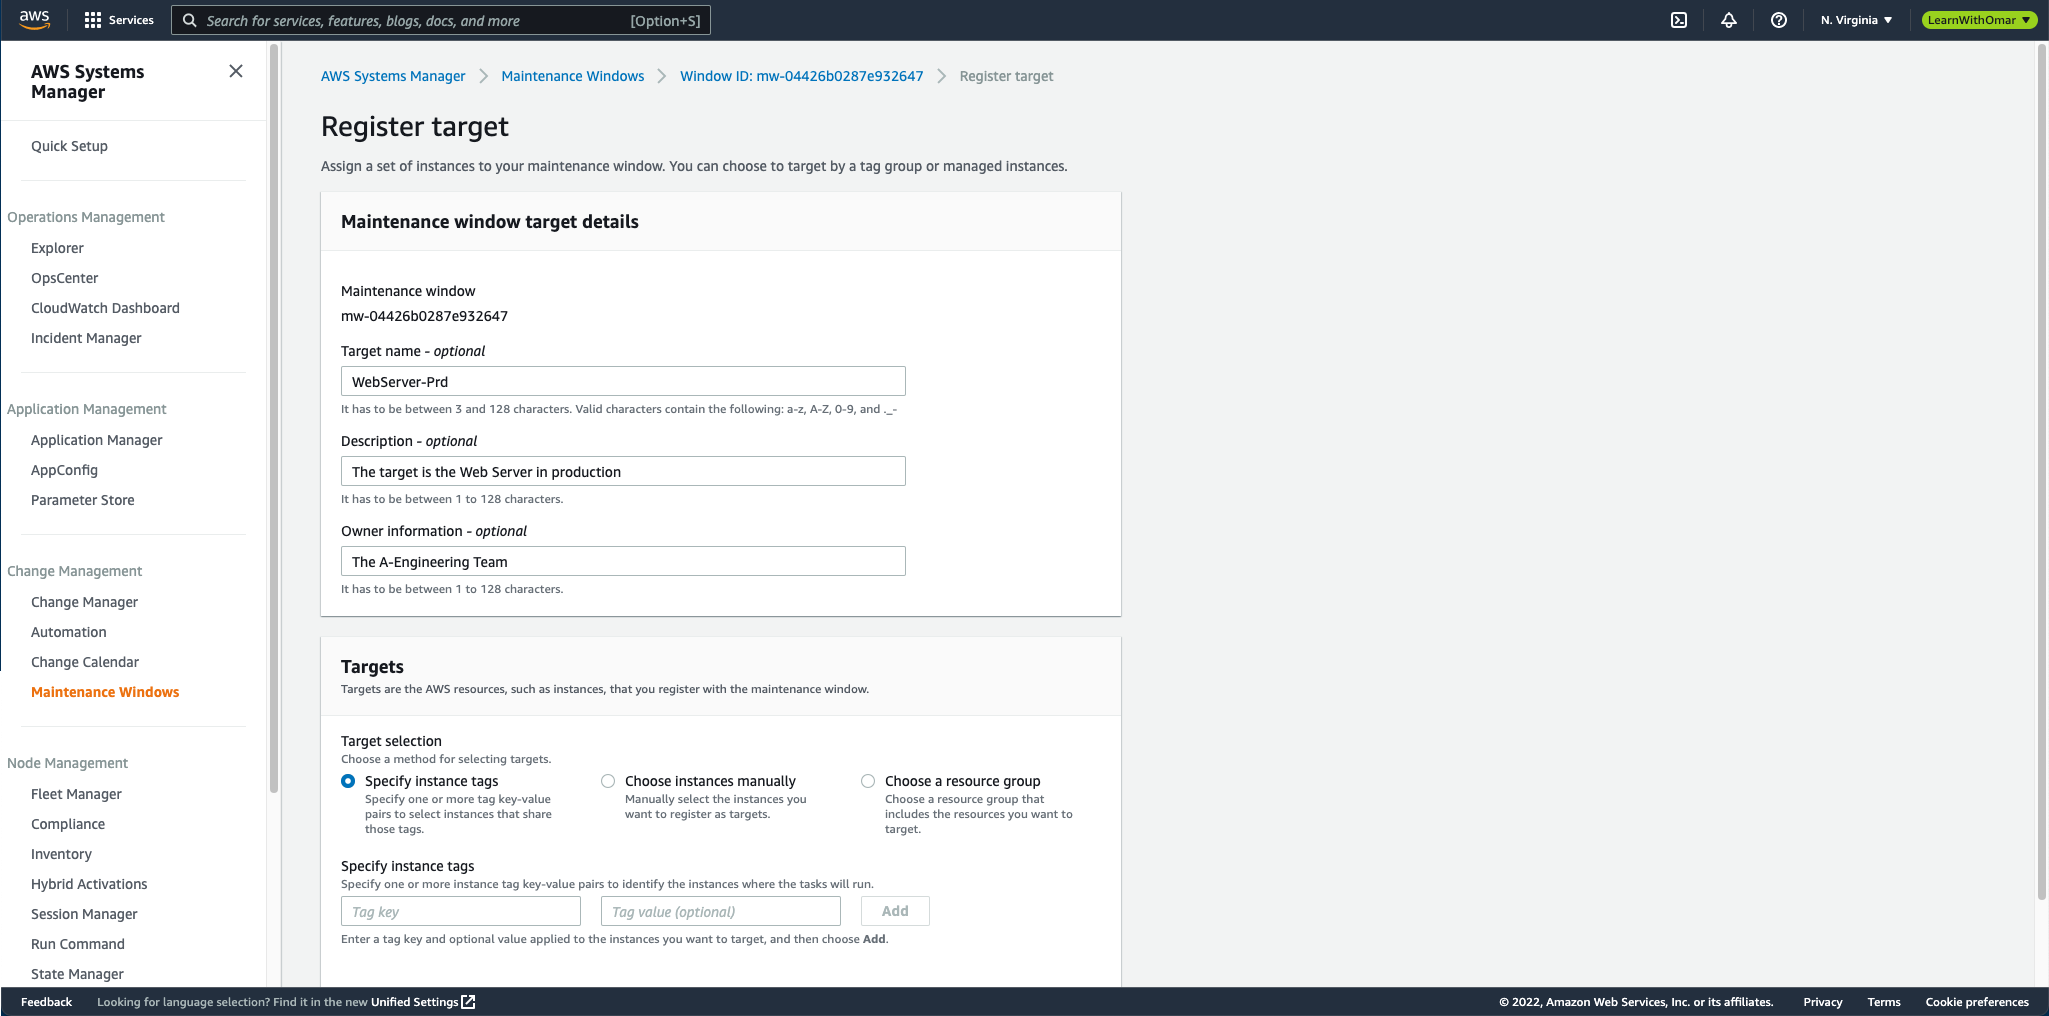 aws
Services
Search for services, features, blogs, docs, and more
[Option+S]
N. Virginia
LearnWithOmar
AWS Systems
Manager
Quick Setup
Operations Management
Explorer
OpsCenter
CloudWatch Dashboard
Incident Manager
Application Management
Application Manager
AppConfig
Parameter Store
Change Management
Change Manager
Automation
Change Calendar
Maintenance Windows
Node Management
Fleet Manager
Compliance
Inventory
Hybrid Activations
Session Manager
Run Command
State Manager
AWS Systems Manager > Maintenance Windows > Window ID: mw-04426b0287e932647 > Register target
Register target
Assign a set of instances to your maintenance window. You can choose to target by a tag group or managed instances.
Maintenance window target details
Maintenance window
mw-04426b0287e932647
Target name - optional
WebServer-Prd
It has to be between 3 and 128 characters. Valid characters contain the following: a-z, A-Z, 0-9, and ._-
Description - optional
The target is the Web Server in production
It has to be between 1 to 128 characters.
Owner information - optional
The A-Engineering Team
It has to be between 1 to 128 characters.
Targets
Targets are the AWS resources, such as instances, that you register with the maintenance window.
Target selection
Choose a method for selecting targets.
Specify instance tags
Specify one or more tag key-value
pairs to select instances that share
those tags.
Choose instances manually
Manually select the instances you
want to register as targets.
Choose a resource group
Choose a resource group that
includes the resources you want to
target.
Specify instance tags
Specify one or more instance tag key-value pairs to identify the instances where the tasks will run.
Tag key
Tag value (optional)
Add
Enter a tag key and optional value applied to the instances you want to target, and then choose Add.
Feedback
Looking for language selection? Find it in the new Unified Settings
© 2022, Amazon Web Services, Inc. or its affiliates.
Privacy
Terms
Cookie preferences